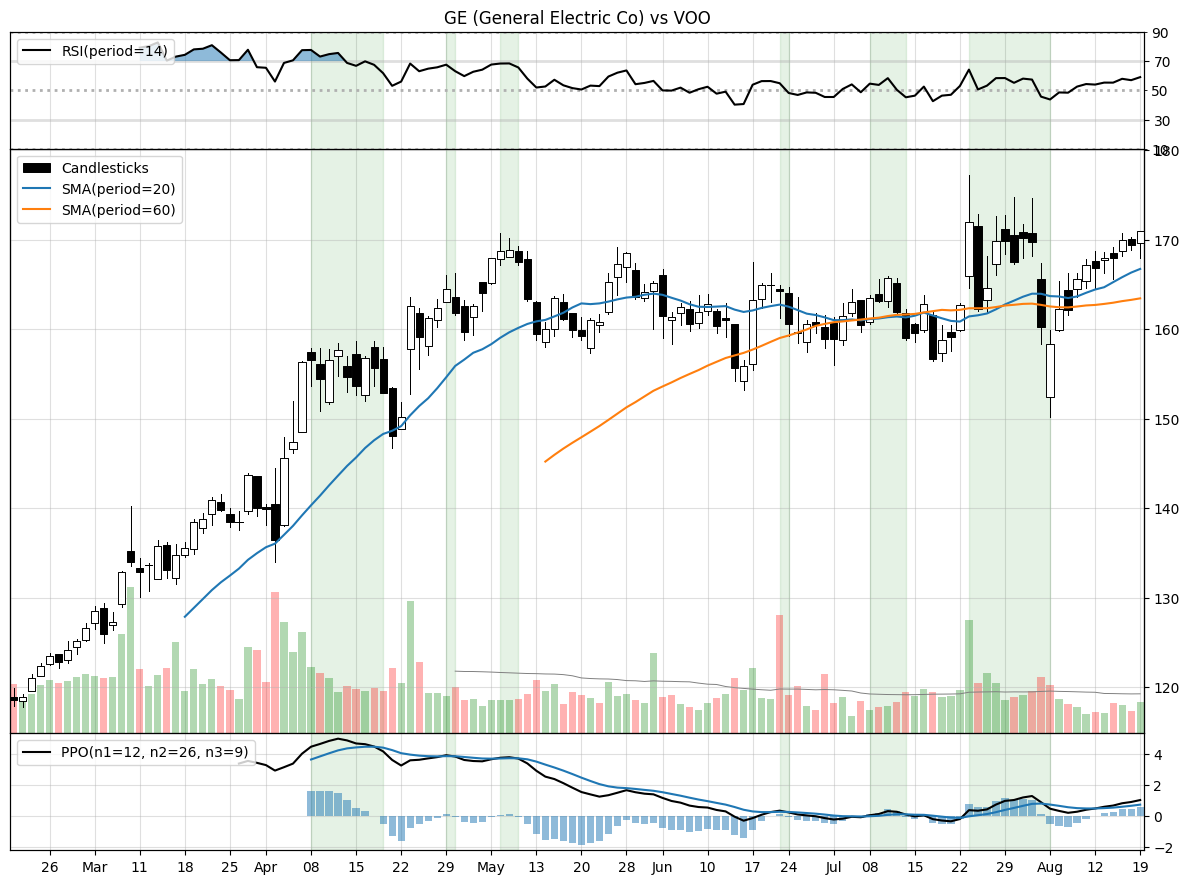 GE (General Electric Co) vs VOO
RSI(period=14)
90
70
50
30
10
Candlesticks
SMA(period=20)
SMA(period=60)
180
170
160
150
140
130
120
PPO(n1=12, n2=26, n3=9)
4
2
0
−2
26 Mar 11 18 25 Apr 08 15 22 29 May 13 20 28 Jun 10 17 24 Jul 08 15 22 29 Aug 12 19